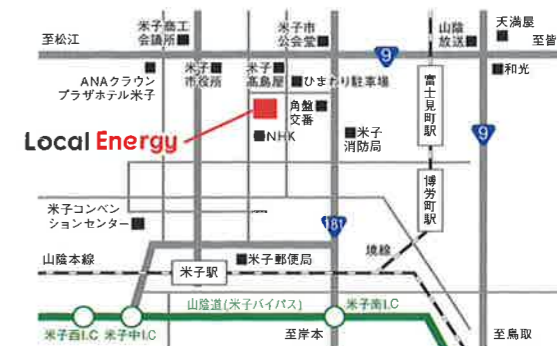 至松江
米子商工
会議所
米子市
公会堂
9
山陰
放送
天満屋
至皆
ANAクラウン
プラザホテル米子
米子
市役所
米子
高島屋
ひまわり駐車場
富士見町駅
和光
角盤
交番
Local Energy
NHK
米子
消防局
9
博労町駅
米子コンベン
ションセンター
181
山陰本線
米子駅
米子郵便局
境線
山陰道(米子バイパス)
米子南I.C
米子西I.C
米子中I.C
至岸本
至鳥取